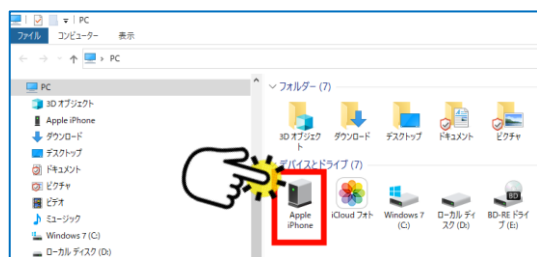 PC
ファイル コンピューター 表示
PC
PC
3D オブジェクト
Apple iPhone
ダウンロード
デスクトップ
ドキュメント
ピクチャ
ビデオ
ミュージック
Windows 7 (C:)
ローカル ディスク (D:)
フォルダー (7)
3D オブジェク
ト
ダウンロード
デスクトップ
ドキュメント
ピクチャ
デバイスとドライブ (7)
Apple
iPhone
iCloud フォト
Windows 7
(C:)
ローカル ディ
スク (D:)
BD
BD-RE ドライ
ブ (E:)